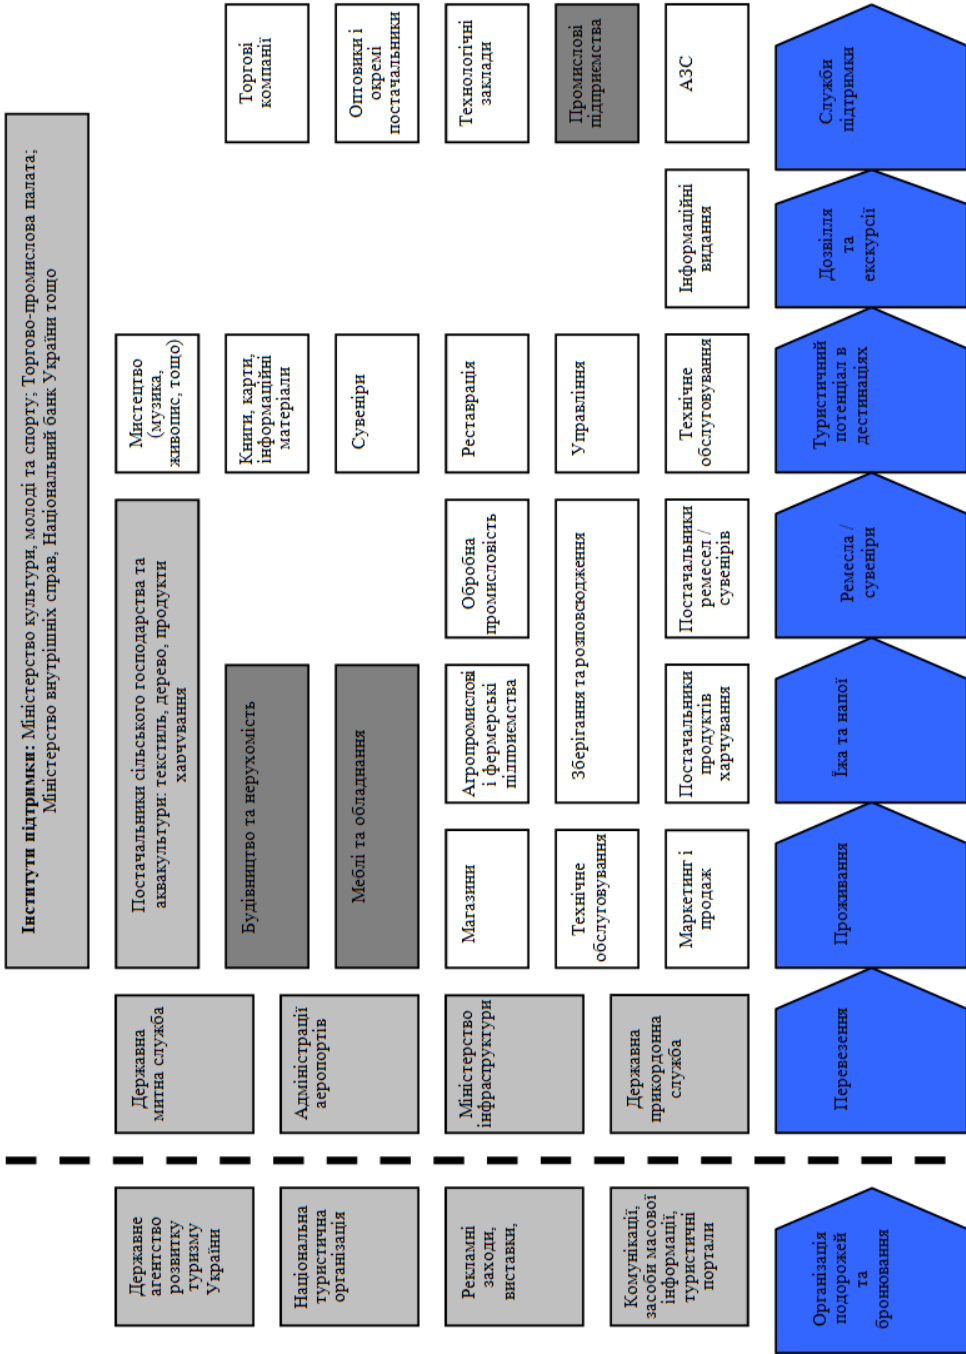 Інститути підтримки: Міністерство культури, молоді та спорту; Торгово-промислова палата;
Міністерство внутрішніх справ, Національний банк України тощо
Державне
агентство
розвитку
туризму
України
Державна
митна служба
Постачальники сільського господарства та
аквакультури: текстиль, дерево, продукти
харчування
Мистецтво
(музика,
живопис, тощо)
Будівництво та нерухомість
Книги, карти,
інформаційні
матеріали
Торгові
компанії
Національна
туристична
організація
Адміністрації
аеропортів
Меблі та обладнання
Сувеніри
Оптовики і
окремі
постачальники
Рекламні
заходи,
виставки,
Міністерство
інфраструктури
Магазини
Агропромислові
і фермерські
підприємства
Обробна
промисловість
Реставрація
Технологічні
заклади
Технічне
обслуговування
Зберігання та розповсюдження
Управління
Промислові
підприємства
Комунікації,
засоби масової
інформації,
туристичні
портали
Державна
прикордонна
служба
Маркетинг і
продаж
Постачальники
продуктів
харчування
Постачальники
ремесел /
сувенірів
Технічне
обслуговування
Інформаційні
видання
АЗС
Організація
подорожей
та
бронювання
Перевезення
Проживання
Їжа та напої
Ремесла /
сувеніри
Туристичний
потенціал в
дестинаціях
Дозвілля
та
екскурсії
Служби
підтримки